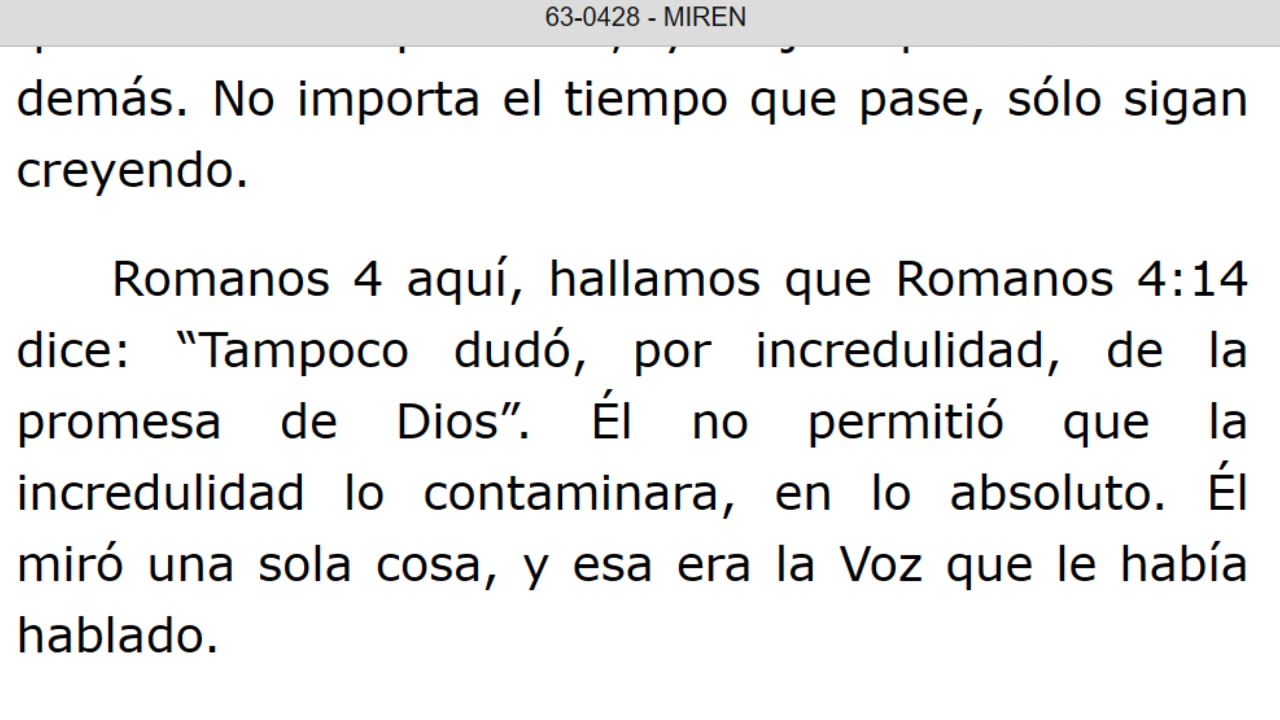 63-0428 - MIREN
demás. No importa el tiempo que pase, sólo sigan
creyendo.
Romanos 4 aquí, hallamos que Romanos 4:14
dice: “Tampoco dudó, por incredulidad, de la
promesa de Dios”. Él no permitió que la
incredulidad lo contaminara, en lo absoluto. Él
miró una sola cosa, y esa era la Voz que le había
hablado.